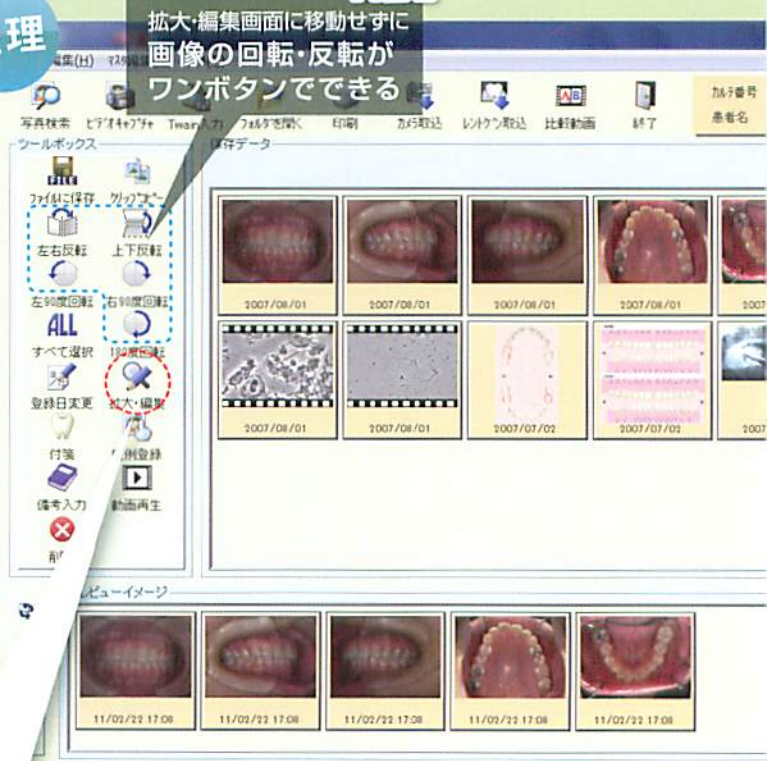 理
拡大・編集画面に移動せずに
画像の回転・反転が
ワンボタンでできる
編集(H)
写真検索
ビデオキャプチャ
Twain入力
フォルダを開く
印刷
カメラ取込
レントゲン取込
比較動画
終了
カルテ番号
患者名
ツールボックス
保存データ
FILE
ファイルに保存
クリップコピー
左右反転
上下反転
左90度回転
右90度回転
ALL
すべて選択
180度回転
登録日変更
拡大・編集
付箋
例登録
備考入力
動画再生
2007/08/01
2007/08/01
2007/08/01
2007/08/01
2007
2007/08/01
2007/08/01
2007/07/02
2007/07/02
2007
ビューイメージ
11/02/22 17:08
11/02/22 17:08
11/02/22 17:08
11/02/22 17:08
11/02/22 17:08